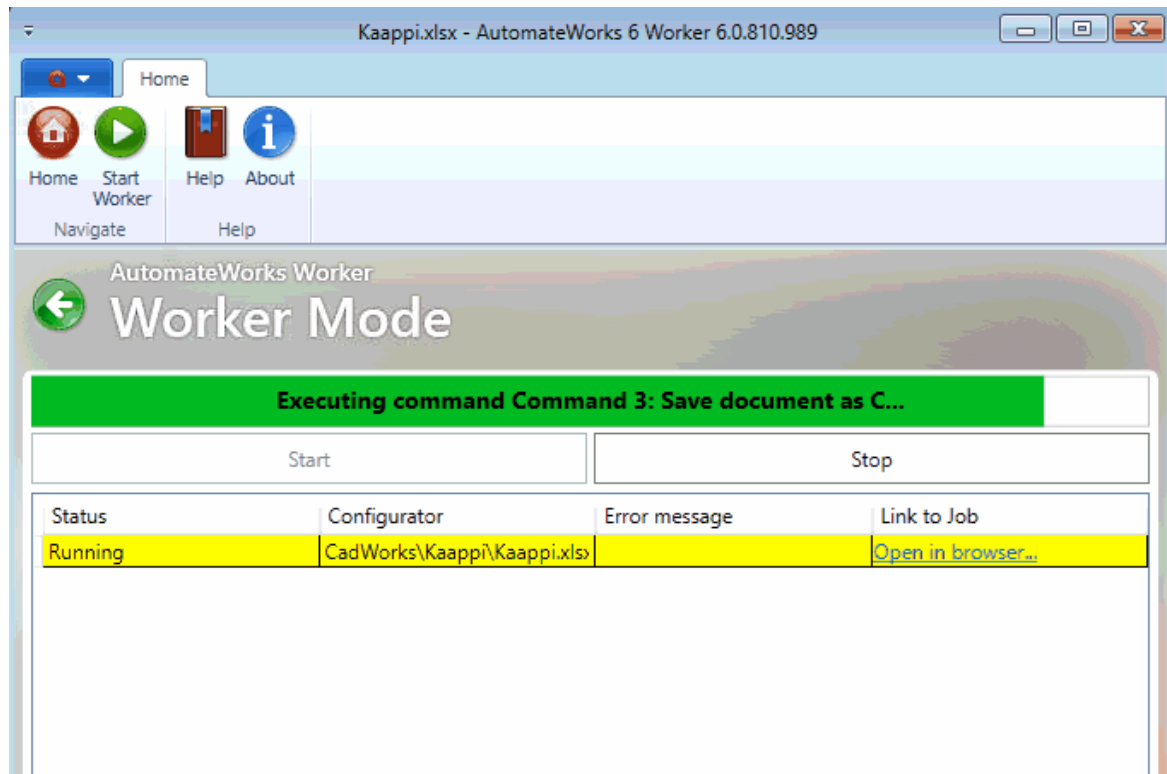 Kaappi.xlsx - AutomateWorks 6 Worker 6.0.810.989
Home
Home
Start
Worker
Help
About
Navigate
Help
AutomateWorks Worker
Worker Mode
Executing command Command 3: Save document as C...
Start
Stop
Status
Configurator
Error message
Link to Job
Running
CadWorks\Kaappi\Kaappi.xlsx
Open in browser...